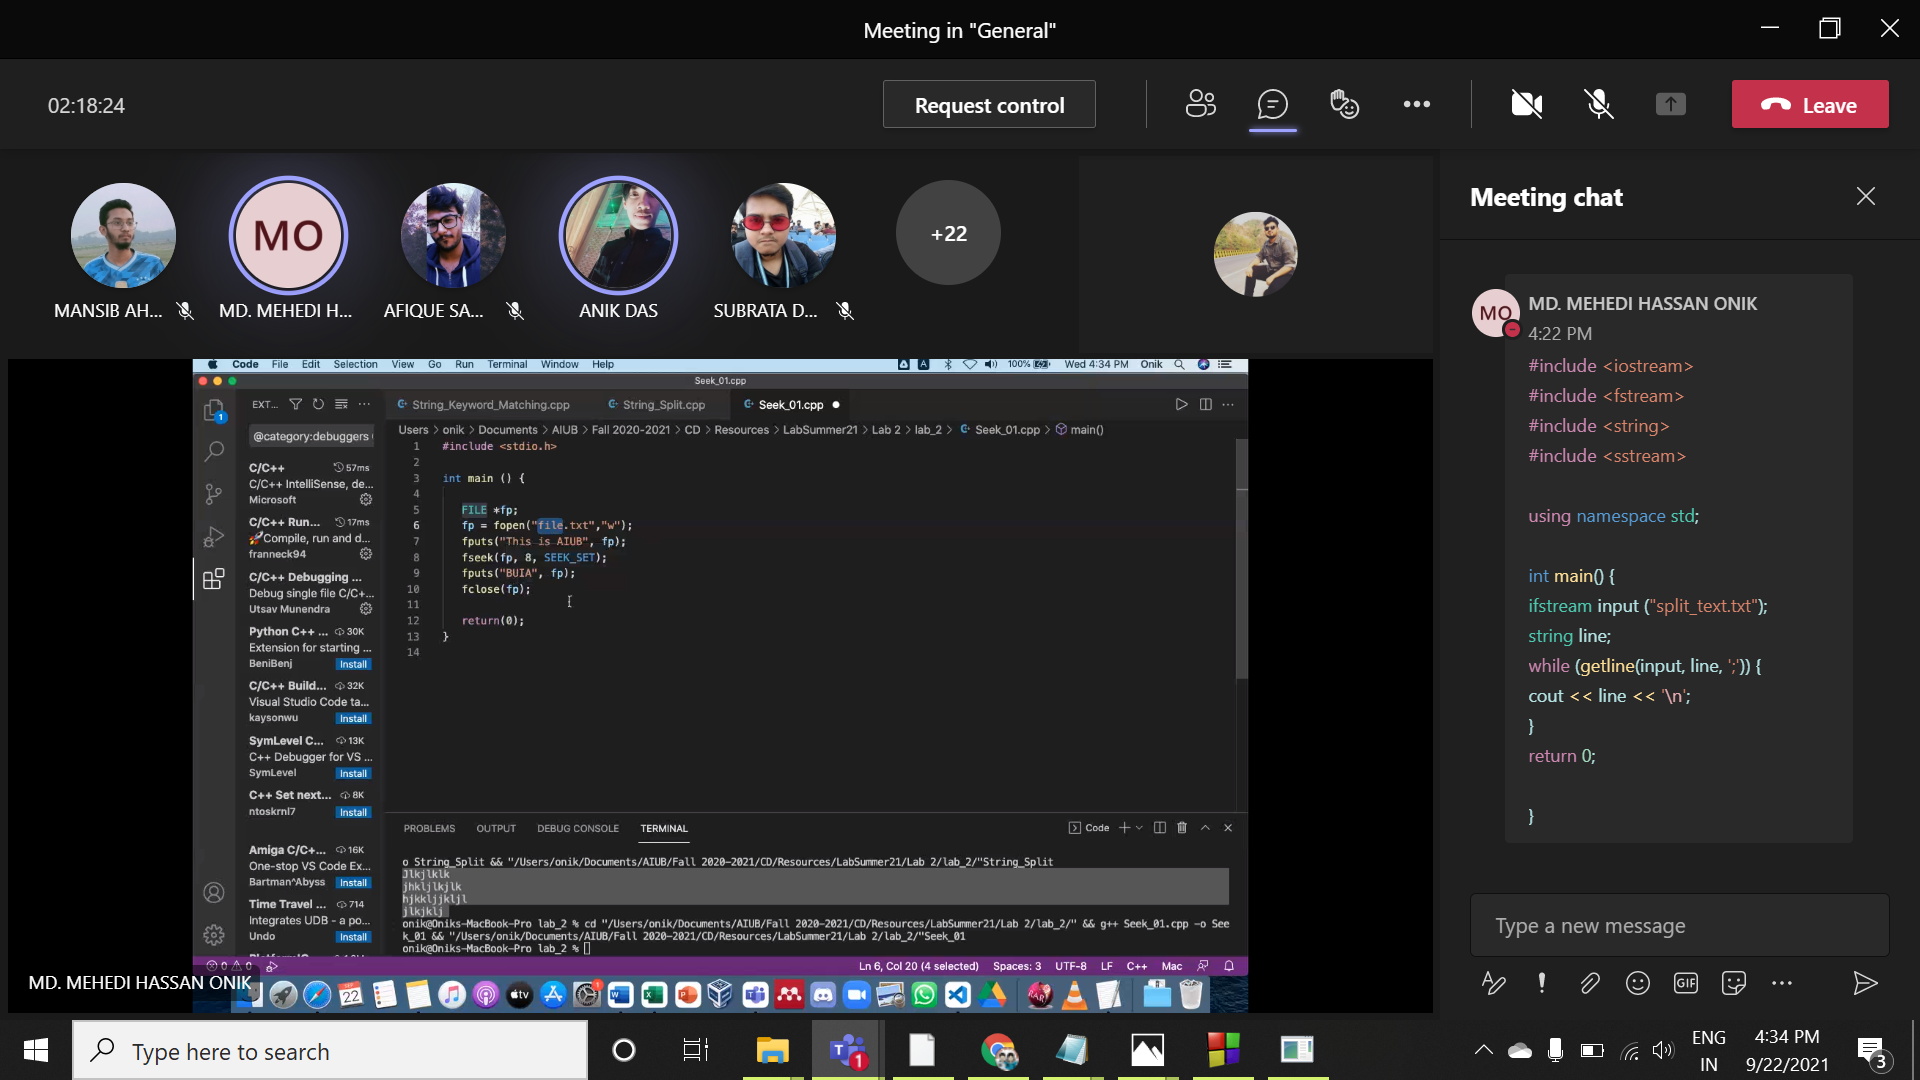 Meeting in "General"
02:18:24
Request control
Leave
MO
+22
MANSIB AH...
MD. MEHEDI H...
AFIQUE SA...
ANIK DAS
SUBRATA D...
Meeting chat
MO
MD. MEHEDI HASSAN ONIK
4:22 PM
#include <iostream>
#include <fstream>
#include <string>
#include <sstream>
using namespace std;
int main() {
ifstream input ("split_text.txt");
string line;
while (getline(input, line, ';')) {
cout << line << '\n';
}
return 0;
}
Type a new message
GIF
Code File Edit Selection View Go Run Terminal Window Help
100% Wed 4:34 PM Onik
Seek_01.cpp
EXT...
String_Keyword_Matching.cpp
String_Split.cpp
Seek_01.cpp
@category:debuggers
Users > onik > Documents > AIUB > Fall 2020-2021 > CD > Resources > LabSummer21 > Lab 2 > lab_2 > Seek_01.cpp > main()
1 #include <stdio.h>
2
3 int main () {
4
5 FILE *fp;
6 fp = fopen("file.txt","w");
7 fputs("This is AIUB", fp);
8 fseek(fp, 8, SEEK_SET);
9 fputs("BUIA", fp);
10 fclose(fp);
11
12 return(0);
13 }
14
C/C++ 57ms
C/C++ IntelliSense, de...
Microsoft
C/C++ Run... 17ms
Compile, run and d...
franneck94
C/C++ Debugging ...
Debug single file C/C+...
Utsav Munendra
Python C++ ... 30K
Extension for starting ...
BeniBenj Install
C/C++ Build... 32K
Visual Studio Code ta...
kaysonwu Install
SymLevel C... 13K
C++ Debugger for VS ...
SymLevel Install
C++ Set next... 8K
ntoskrnl7 Install
Amiga C/C+... 16K
One-stop VS Code Ex...
Bartman^Abyss Install
Time Travel ... 714
Integrates UDB - a po...
Undo Install
PROBLEMS OUTPUT DEBUG CONSOLE TERMINAL
Code
o String_Split && "/Users/onik/Documents/AIUB/Fall 2020-2021/CD/Resources/LabSummer21/Lab 2/lab_2/"String_Split
Jlkjlklk
jhkljlkjlk
hjkkljjkljl
jlkjklj
onik@Oniks-MacBook-Pro lab_2 % cd "/Users/onik/Documents/AIUB/Fall 2020-2021/CD/Resources/LabSummer21/Lab 2/lab_2/" && g++ Seek_01.cpp -o See
k_01 && "/Users/onik/Documents/AIUB/Fall 2020-2021/CD/Resources/LabSummer21/Lab 2/lab_2/"Seek_01
onik@Oniks-MacBook-Pro lab_2 %
0 0
Ln 6, Col 20 (4 selected) Spaces: 3 UTF-8 LF C++ Mac
MD. MEHEDI HASSAN ONIK
22
tv
Type here to search
1
ENG
IN
4:34 PM
9/22/2021
3